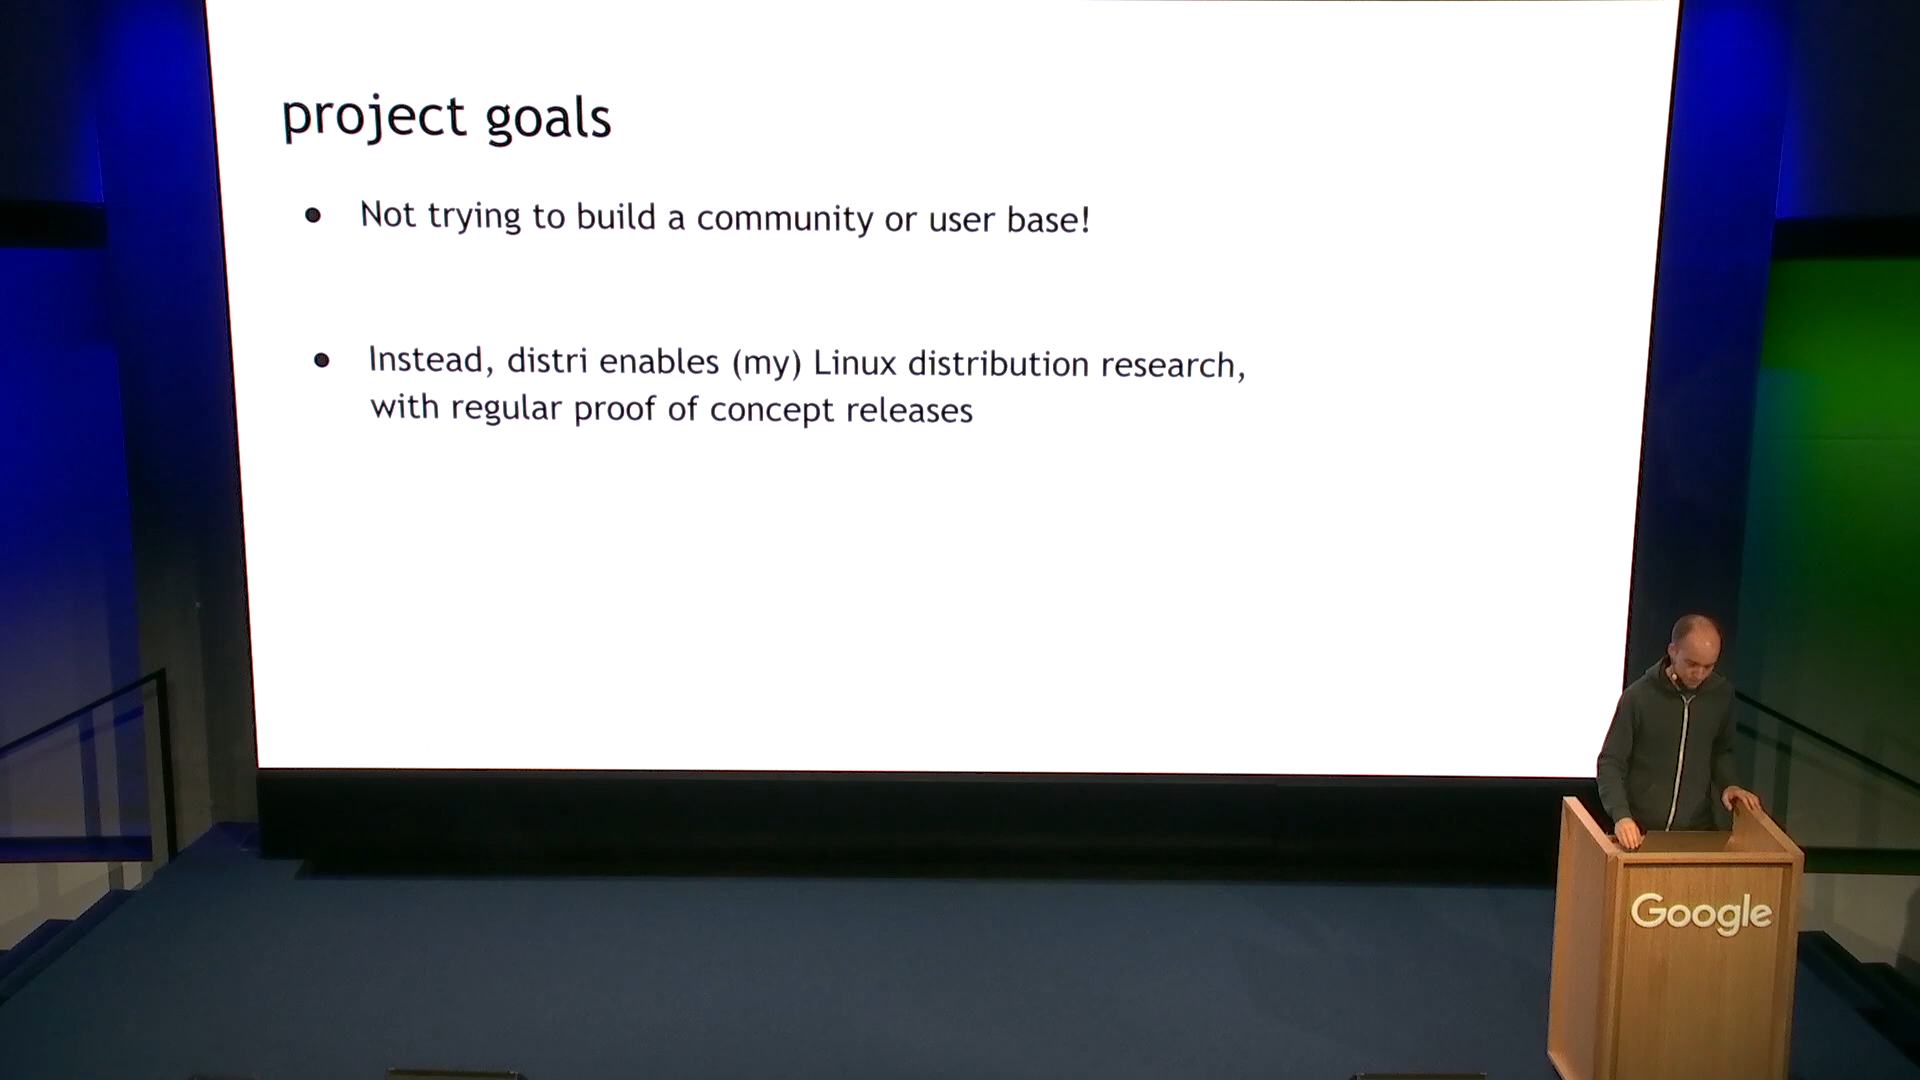 project goals
● Not trying to build a community or user base!
● Instead, distri enables (my) Linux distribution research,
with regular proof of concept releases
Google